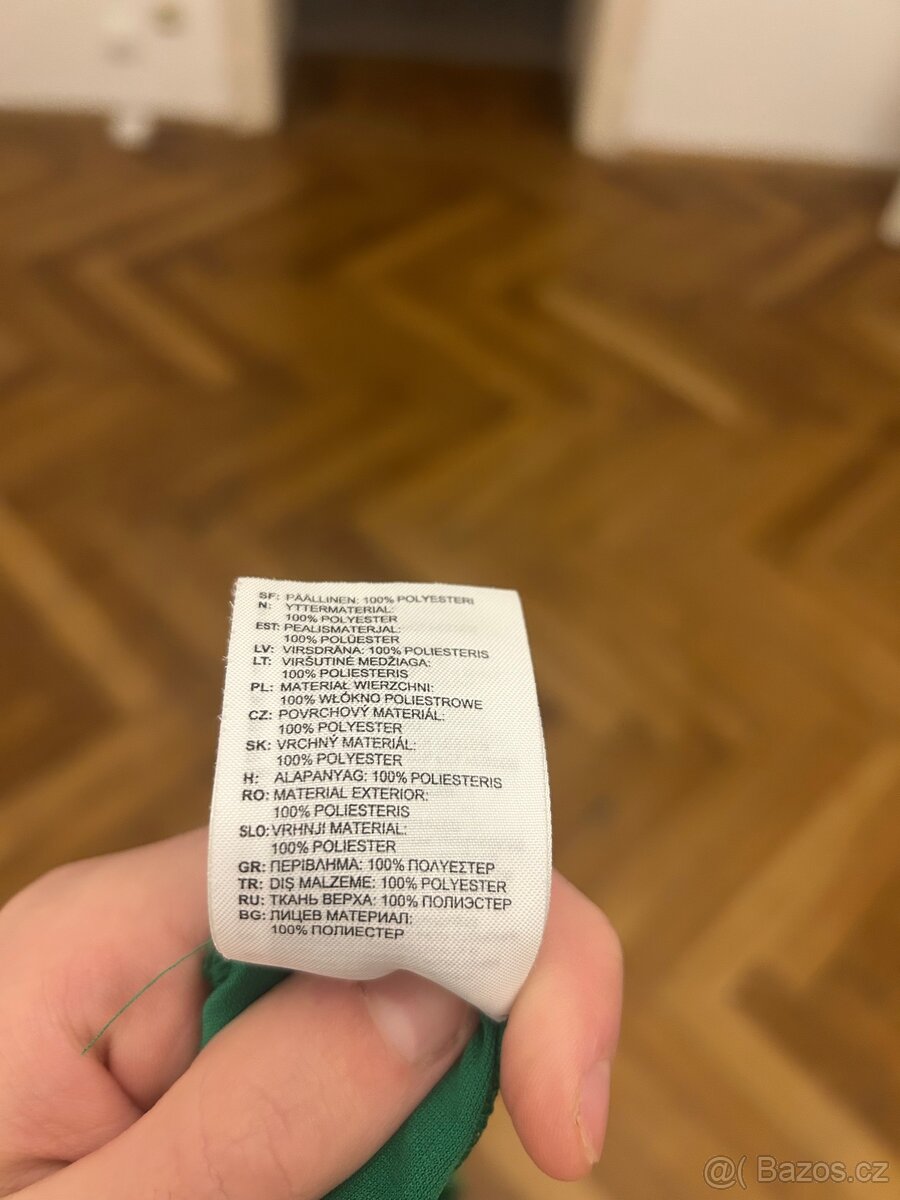 SF: PÄÄLLINEN: 100% POLYESTERI
N: YTTERMATERIAL:
100% POLYESTER
EST: PEALISMATERJAL:
100% POLÜESTER
LV: VIRSDRĀNA: 100% POLIESTERIS
LT: VIRŠUTINĖ MEDŽIAGA:
100% POLIESTERIS
PL: MATERIAŁ WIERZCHNI:
100% WŁÓKNO POLIESTROWE
CZ: POVRCHOVÝ MATERIÁL:
100% POLYESTER
SK: VRCHNÝ MATERIÁL:
100% POLYESTER
H: ALAPANYAG: 100% POLIESTERIS
RO: MATERIAL EXTERIOR:
100% POLIESTERIS
SLO: VRHNJI MATERIAL:
100% POLIESTER
GR: ΠΕΡΙΒΛΗΜΑ: 100% ΠΟΛΥΕΣΤΕΡ
TR: DIŞ MALZEME: 100% POLYESTER
RU: ТКАНЬ ВЕРХА: 100% ПОЛИЭСТЕР
BG: ЛИЦЕВ МАТЕРИАЛ:
100% ПОЛИЕСТЕР
@( Bazos.cz